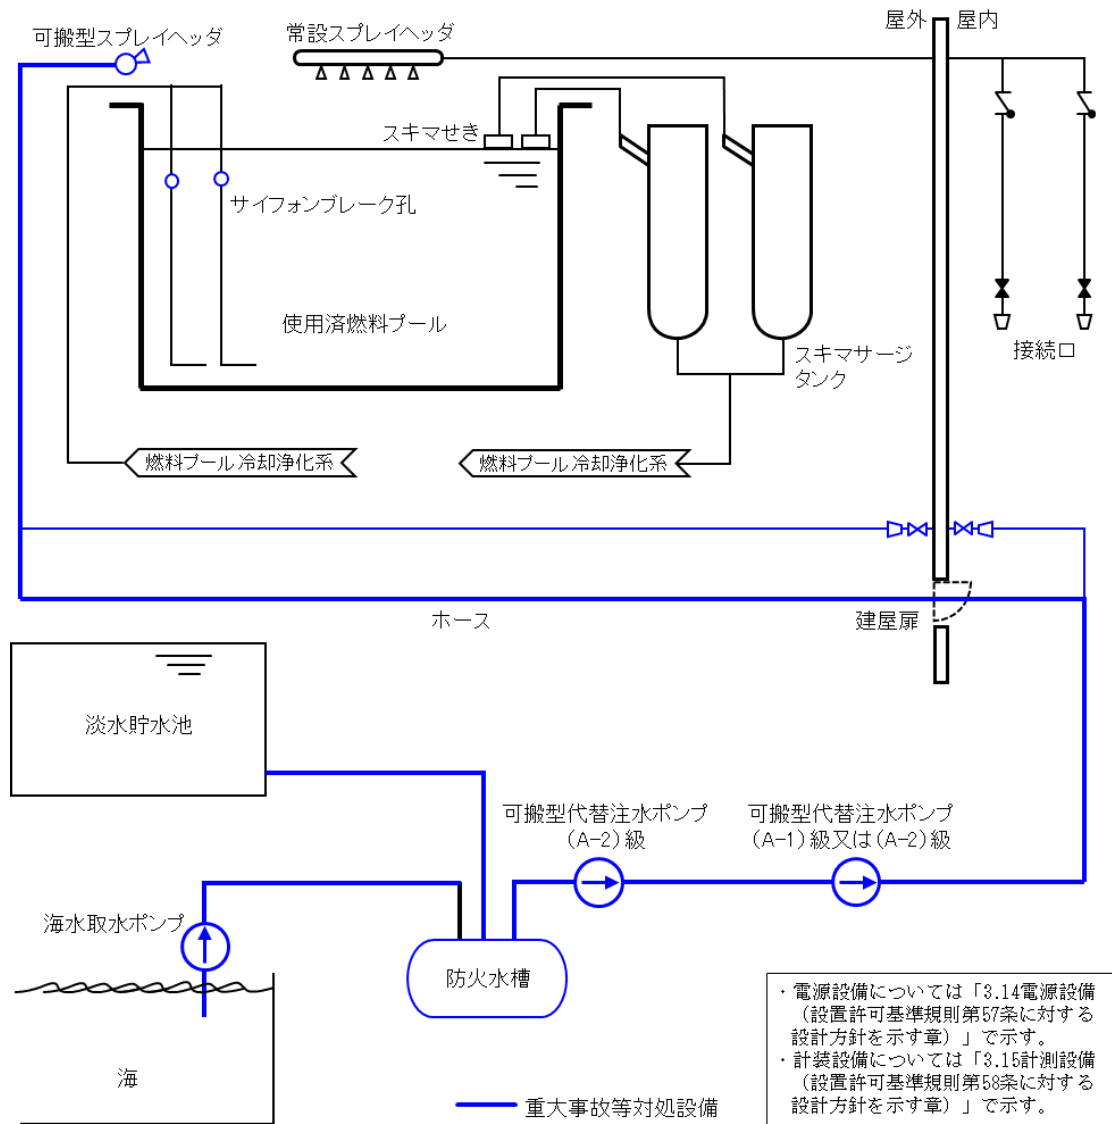 屋外 屋内
可搬型スプレイヘッダ
常設スプレイヘッダ
スキマせき
サイフォンブレーク孔
使用済燃料プール
スキマサージ
タンク
接続口
燃料プール冷却浄化系
燃料プール冷却浄化系
ホース
建屋扉
淡水貯水池
可搬型代替注水ポンプ
(A-2)級
可搬型代替注水ポンプ
(A-1)級又は(A-2)級
海水取水ポンプ
防火水槽
海
重大事故等対処設備
・電源設備については「3.14電源設備
(設置許可基準規則第57条に対する
設計方針を示す章)」で示す。
・計装設備については「3.15計測設備
(設置許可基準規則第58条に対する
設計方針を示す章)」で示す。